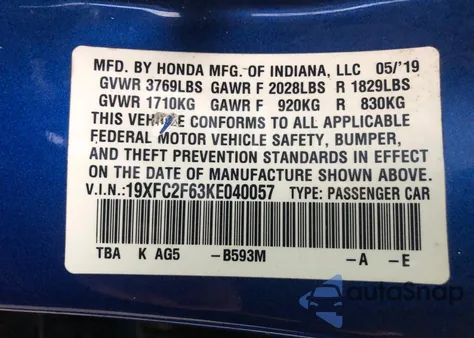 MFD. BY HONDA MFG. OF INDIANA, LLC 05/'19
GVWR 3769LBS GAWR F 2028LBS R 1829LBS
GVWR 1710KG GAWR F 920KG R 830KG
THIS VEHICLE CONFORMS TO ALL APPLICABLE
FEDERAL MOTOR VEHICLE SAFETY, BUMPER,
AND THEFT PREVENTION STANDARDS IN EFFECT
ON THE DATE OF MANUFACTURE SHOWN ABOVE.
V.I.N.:19XFC2F63KE040057 TYPE: PASSENGER CAR
TBA K AG5 -B593M -A -E
autoSnap